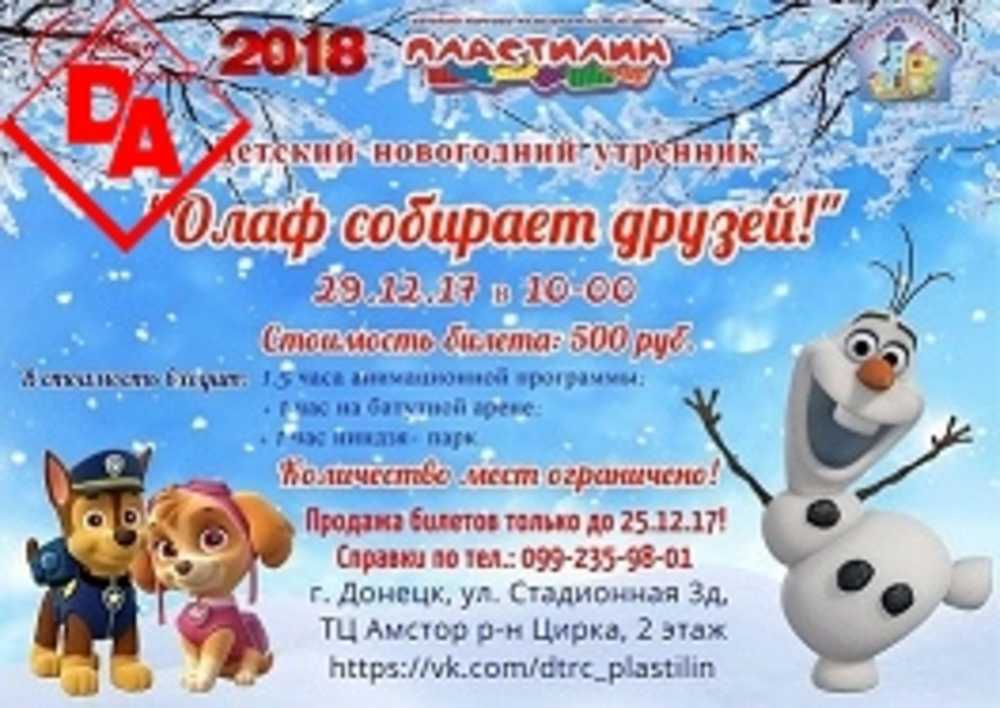 2018
ПЛАСТИЛИН
DA
Детский новогодний утренник
"Олаф собирает друзей!"
29.12.17 в 10-00
Стоимость билета: 500 руб.
В стоимость входит: 1,5 часа анимационной программы;
• 1 час на батутной арене;
• 1 час ниндзя- парк
Количество мест ограничено!
Продажа билетов только до 25.12.17!
Справки по тел.: 099-235-98-01
г. Донецк, ул. Стадионная 3д,
ТЦ Амстор р-н Цирка, 2 этаж
https://vk.com/dtrc_plastilin